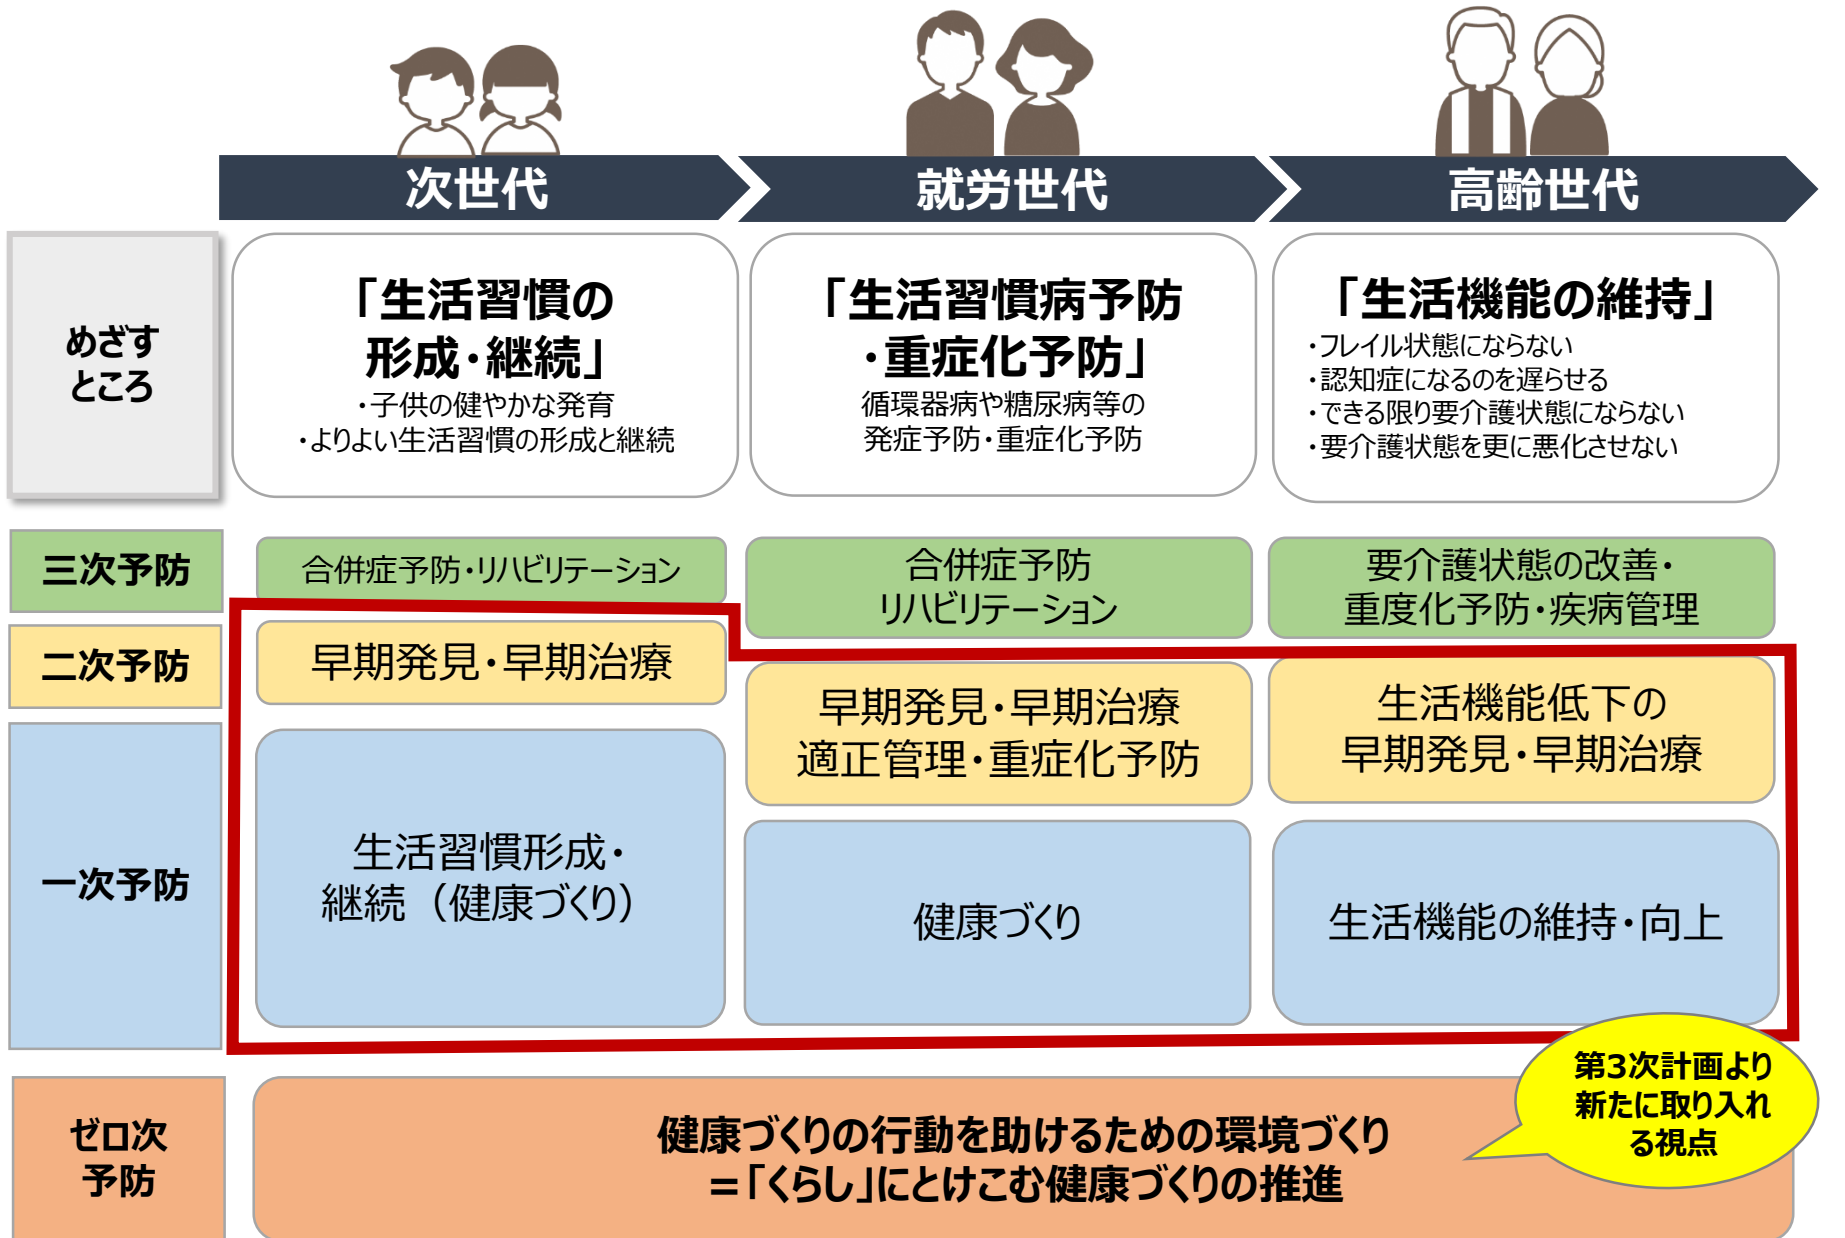 次世代
就労世代
高齢世代
めざす
ところ
「生活習慣の
形成・継続」
・子供の健やかな発育
・よりよい生活習慣の形成と継続
「生活習慣病予防
・重症化予防」
循環器病や糖尿病等の
発症予防・重症化予防
「生活機能の維持」
・フレイル状態にならない
・認知症になるのを遅らせる
・できる限り要介護状態にならない
・要介護状態を更に悪化させない
三次予防
合併症予防・リハビリテーション
合併症予防
リハビリテーション
要介護状態の改善・
重度化予防・疾病管理
二次予防
早期発見・早期治療
早期発見・早期治療
適正管理・重症化予防
生活機能低下の
早期発見・早期治療
一次予防
生活習慣形成・
継続（健康づくり）
健康づくり
生活機能の維持・向上
ゼロ次
予防
健康づくりの行動を助けるための環境づくり
＝「くらし」にとけこむ健康づくりの推進
第3次計画より
新たに取り入れ
る視点